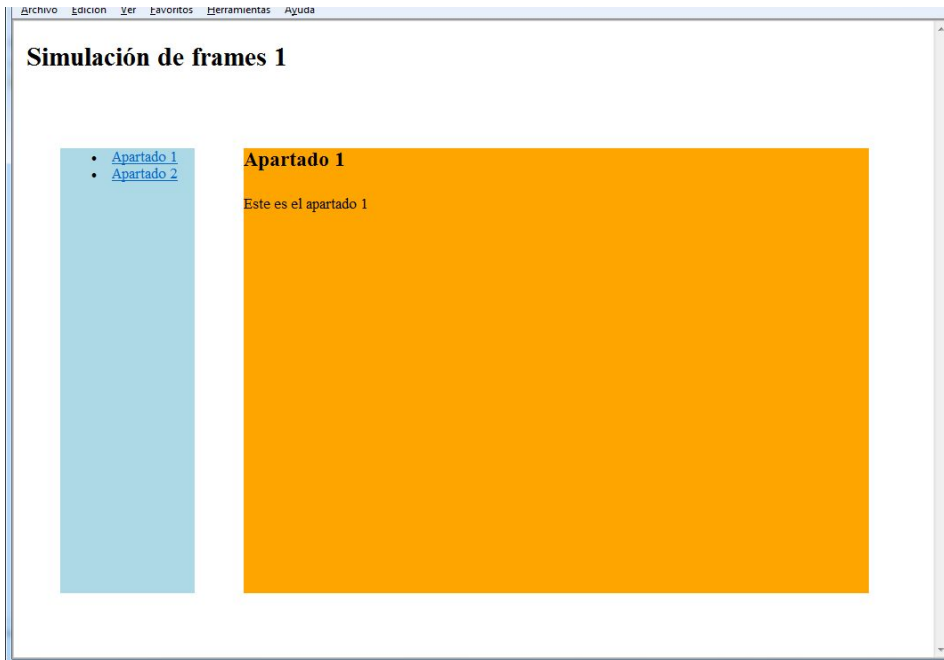 Archivo Edición Ver Favoritos Herramientas Ayuda
Simulación de frames 1
Apartado 1
Apartado 2
Apartado 1
Este es el apartado 1